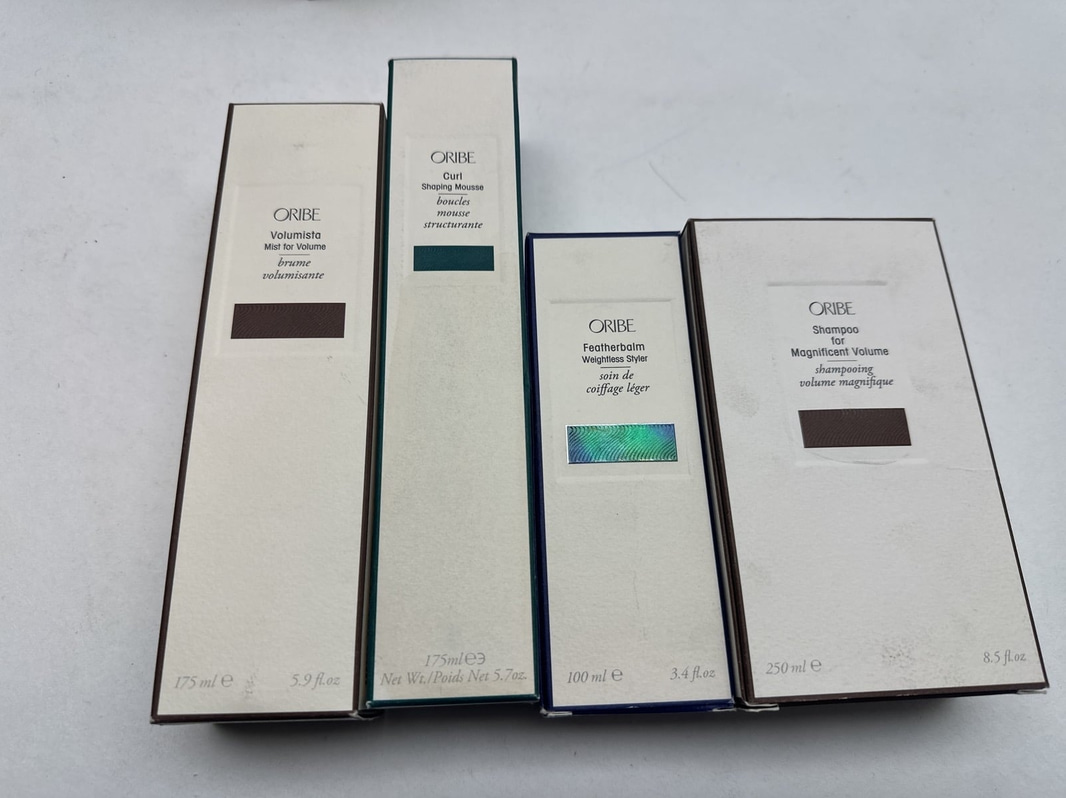 ORIBE
Volumista
Mist for Volume
brume
volumisante
175 ml ℮
5.9 fl.oz
ORIBE
Curl
Shaping Mousse
boucles
mousse
structurante
175ml℮3
Net Wt./Poids Net 5.7oz.
ORIBE
Featherbalm
Weightless Styler
soin de
coiffage léger
100 ml ℮
3.4 fl.oz
ORIBE
Shampoo
for
Magnificent Volume
shampooing
volume magnifique
250 ml ℮
8.5 fl.oz